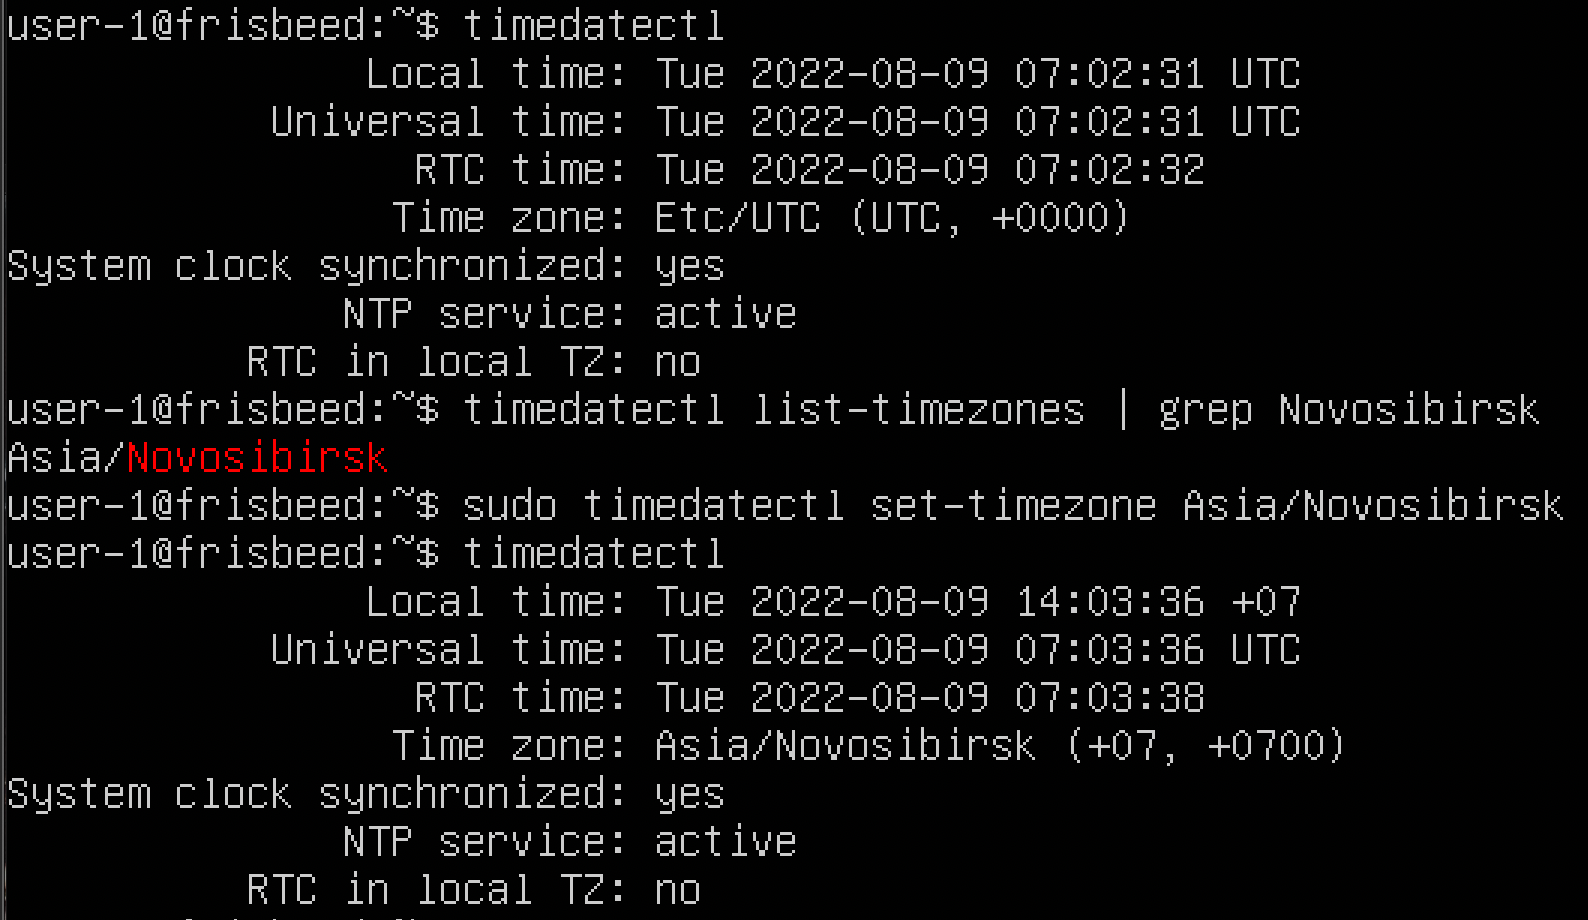 user-1@frisbeed:~$ timedatectl
Local time: Tue 2022-08-09 07:02:31 UTC
Universal time: Tue 2022-08-09 07:02:31 UTC
RTC time: Tue 2022-08-09 07:02:32
Time zone: Etc/UTC (UTC, +0000)
System clock synchronized: yes
NTP service: active
RTC in local TZ: no
user-1@frisbeed:~$ timedatectl list-timezones | grep Novosibirsk
Asia/Novosibirsk
user-1@frisbeed:~$ sudo timedatectl set-timezone Asia/Novosibirsk
user-1@frisbeed:~$ timedatectl
Local time: Tue 2022-08-09 14:03:36 +07
Universal time: Tue 2022-08-09 07:03:36 UTC
RTC time: Tue 2022-08-09 07:03:38
Time zone: Asia/Novosibirsk (+07, +0700)
System clock synchronized: yes
NTP service: active
RTC in local TZ: no